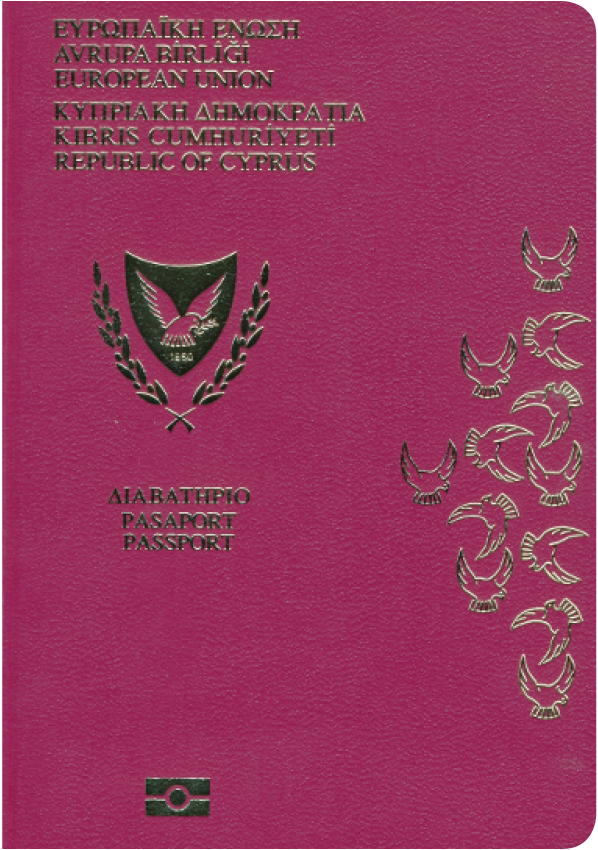 ΕΥΡΩΠΑΪΚΗ ΕΝΩΣΗ
AVRUPA BİRLİĞİ
EUROPEAN UNION
ΚΥΠΡΙΑΚΗ ΔΗΜΟΚΡΑΤΙΑ
KIBRIS CUMHURİYETİ
REPUBLIC OF CYPRUS
1960
ΔΙΑΒΑΤΗΡΙΟ
PASAPORT
PASSPORT